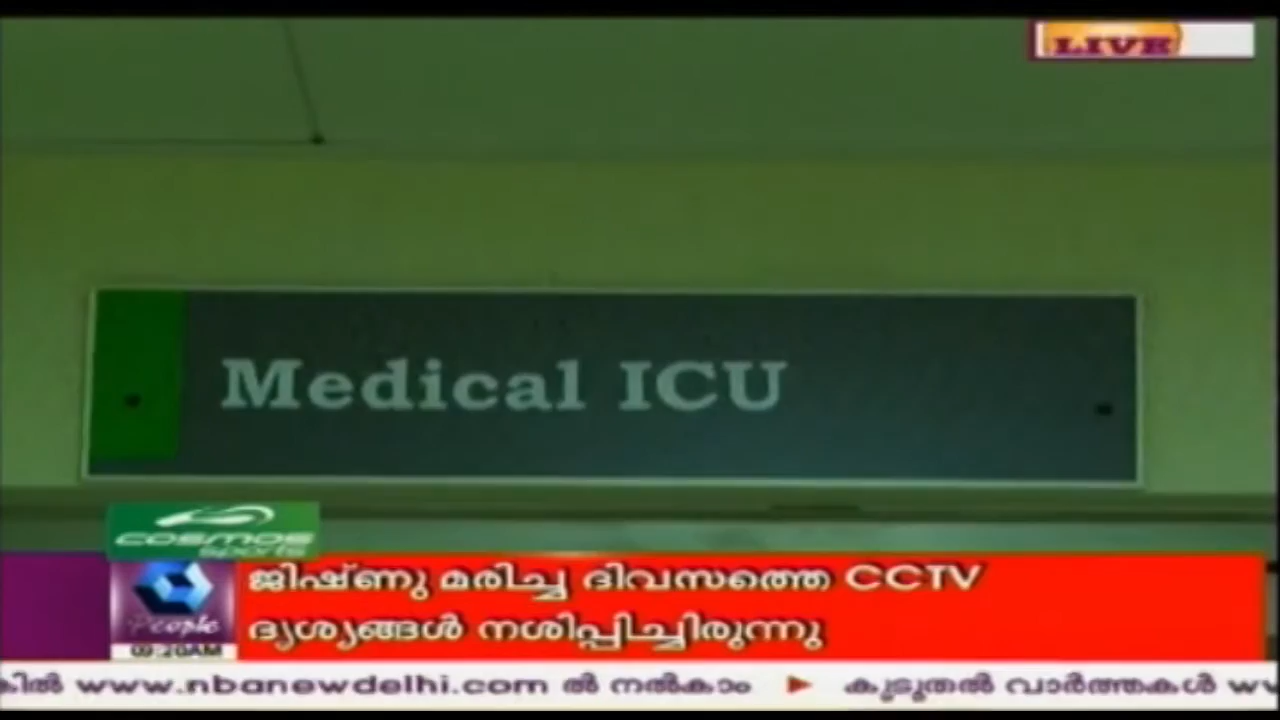 LIVE
Medical ICU
COSMOS
sports
ജിഷ്ണു മരിച്ച ദിവസത്തെ CCTV
ദൃശ്യങ്ങൾ നശിപ്പിച്ചിരുന്നു
People
www.nbanewdelhi.com ൽ നൽകാം ▶ കൂടുതൽ വാർത്തകൾ